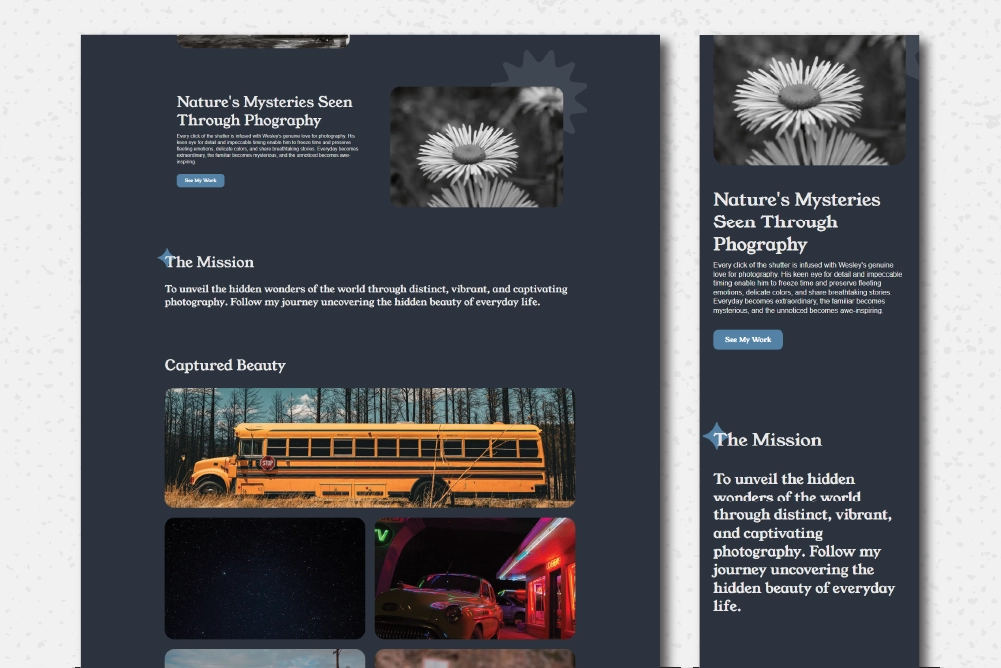 Nature's Mysteries Seen
Through Phography
Every click of the shutter is infused with Wesley's genuine love for photography. His
keen eye for detail and impeccable timing enable him to freeze time and preserve
fleeting emotions, delicate colors, and share breathtaking stories. Everyday becomes
extraordinary, the familiar becomes mysterious, and the unnoticed becomes awe-
inspiring.
See My Work
The Mission
To unveil the hidden wonders of the world through distinct, vibrant, and captivating
photography. Follow my journey uncovering the hidden beauty of everyday life.
Captured Beauty
STOP
Nature's Mysteries
Seen Through
Phography
Every click of the shutter is infused with Wesley's genuine
love for photography. His keen eye for detail and impeccable
timing enable him to freeze time and preserve fleeting
emotions, delicate colors, and share breathtaking stories.
Everyday becomes extraordinary, the familiar becomes
mysterious, and the unnoticed becomes awe-inspiring.
See My Work
The Mission
To unveil the hidden
wonders of the world
through distinct, vibrant,
and captivating
photography. Follow my
journey uncovering the
hidden beauty of everyday
life.